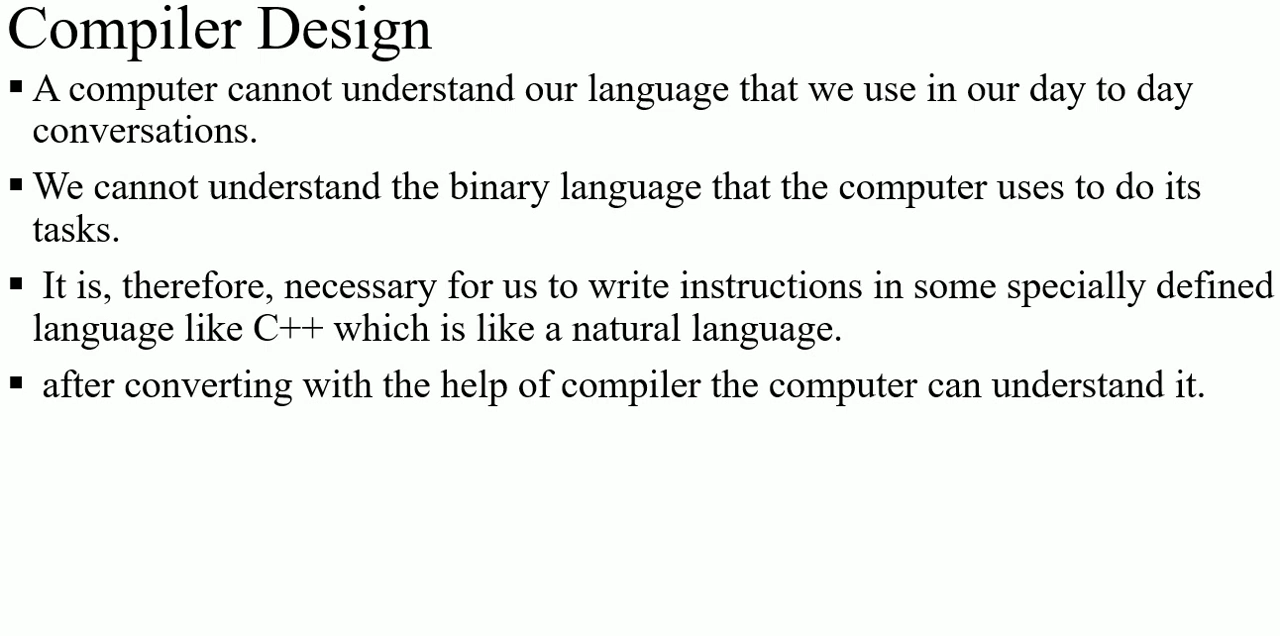 Compiler Design
▪ A computer cannot understand our language that we use in our day to day
conversations.
▪ We cannot understand the binary language that the computer uses to do its
tasks.
▪ It is, therefore, necessary for us to write instructions in some specially defined
language like C++ which is like a natural language.
▪ after converting with the help of compiler the computer can understand it.